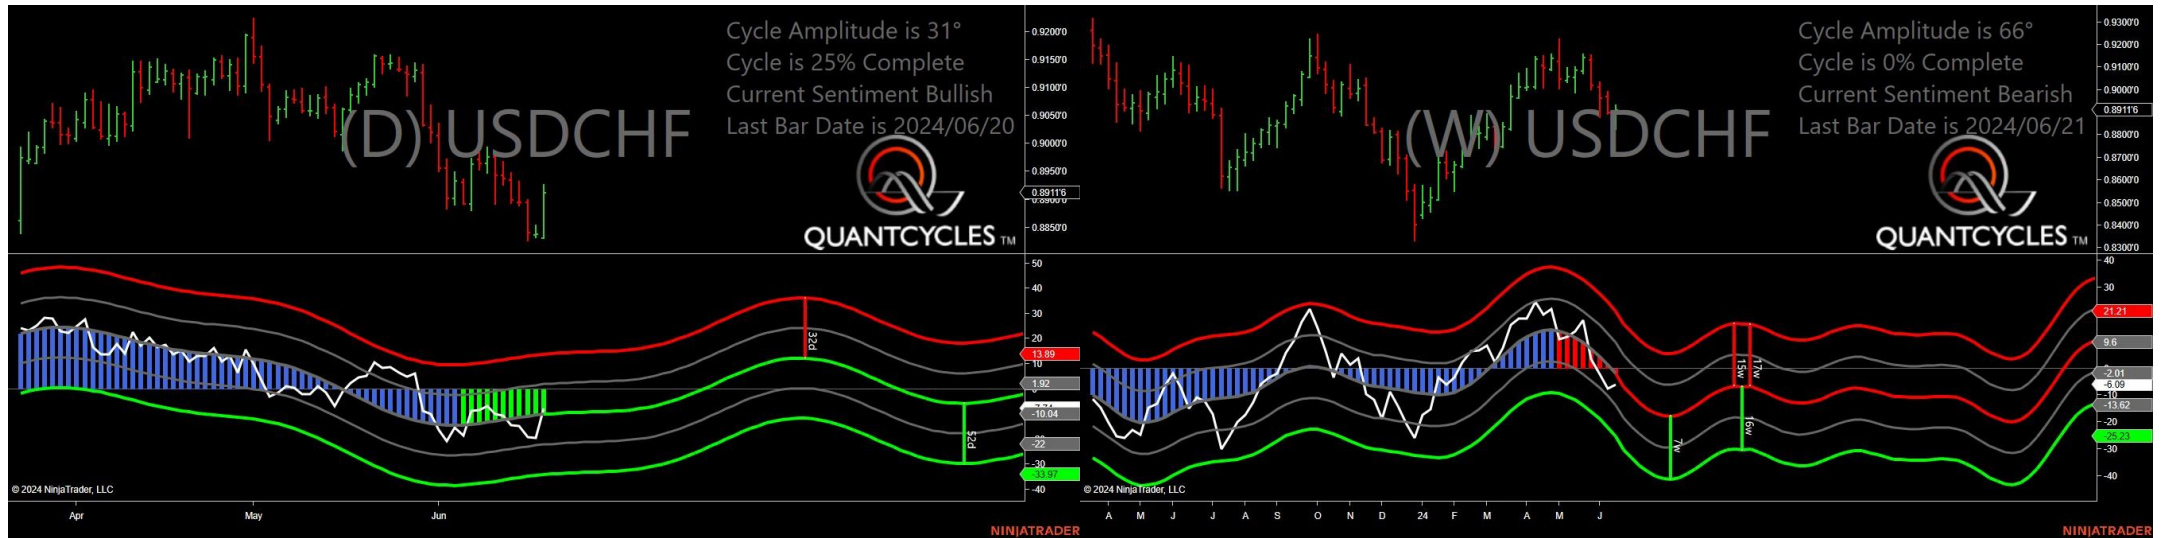 Cycle Amplitude is 31°
Cycle is 25% Complete
Current Sentiment Bullish
Last Bar Date is 2024/06/20
(D) USDCHF
QUANTCYCLES TM
0.9200'0
0.9150'0
0.9100'0
0.9050'0
0.9000'0
0.8950'0
0.8911'6
0.8900'0
0.8850'0
50
40
30
20
13.89
10
1.92
-10.04
-22
-30
-33.97
-40
32d
52d
© 2024 NinjaTrader, LLC
Apr
May
Jun
NINJATRADER
Cycle Amplitude is 66°
Cycle is 0% Complete
Current Sentiment Bearish
Last Bar Date is 2024/06/21
(W) USDCHF
QUANTCYCLES TM
0.9300'0
0.9200'0
0.9100'0
0.9000'0
0.8911'6
0.8800'0
0.8700'0
0.8600'0
0.8500'0
0.8400'0
0.8300'0
40
30
21.21
9.6
-2.01
-6.09
-10
-13.62
-20
-25.23
-30
-40
7w
15w
16w
17w
© 2024 NinjaTrader, LLC
A M J J A S O N D 24 F M A M J
NINJATRADER